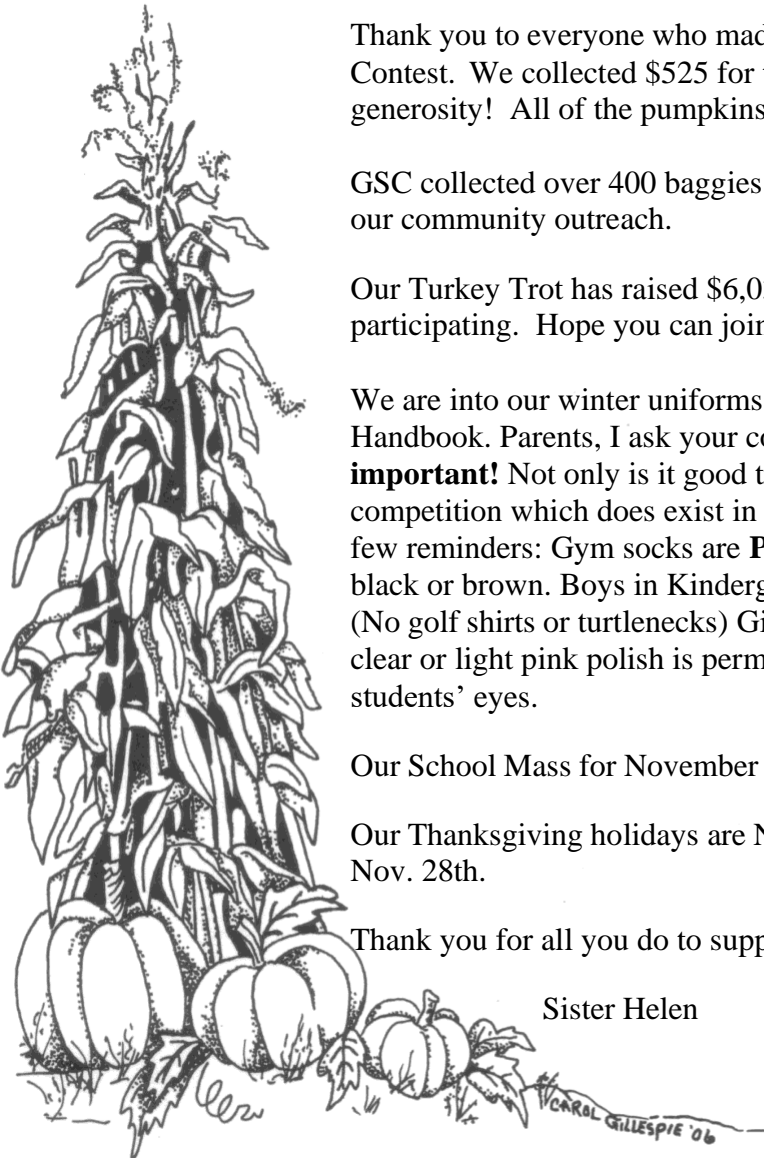 Thank you to everyone who mad
Contest. We collected $525 for
generosity! All of the pumpkins
GSC collected over 400 baggies
our community outreach.
Our Turkey Trot has raised $6,0
participating. Hope you can join
We are into our winter uniforms
Handbook. Parents, I ask your co
important! Not only is it good t
competition which does exist in
few reminders: Gym socks are P
black or brown. Boys in Kinderg
(No golf shirts or turtlenecks) Gi
clear or light pink polish is perm
students’ eyes.
Our School Mass for November
Our Thanksgiving holidays are N
Nov. 28th.
Thank you for all you do to supp
Sister Helen
CAROL GILLESPIE '06